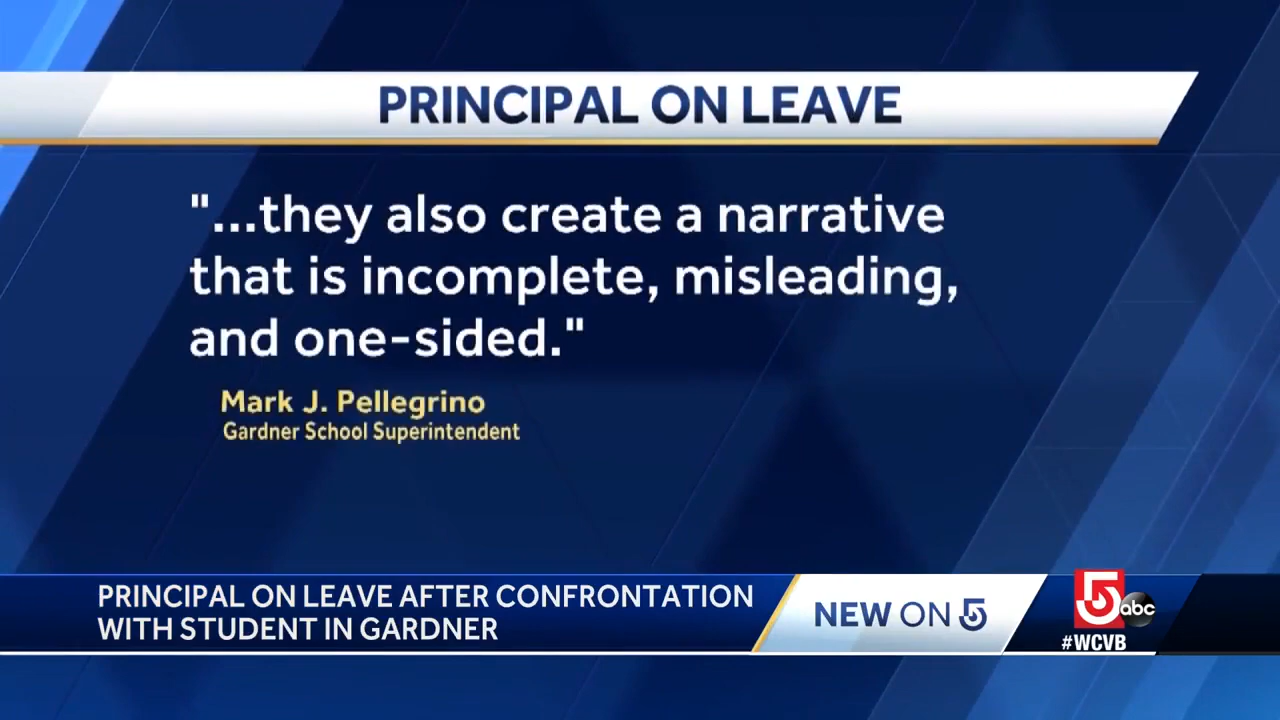 PRINCIPAL ON LEAVE
"...they also create a narrative
that is incomplete, misleading,
and one-sided."
Mark J. Pellegrino
Gardner School Superintendent
PRINCIPAL ON LEAVE AFTER CONFRONTATION
WITH STUDENT IN GARDNER
NEW ON 5
5 abc
#WCVB